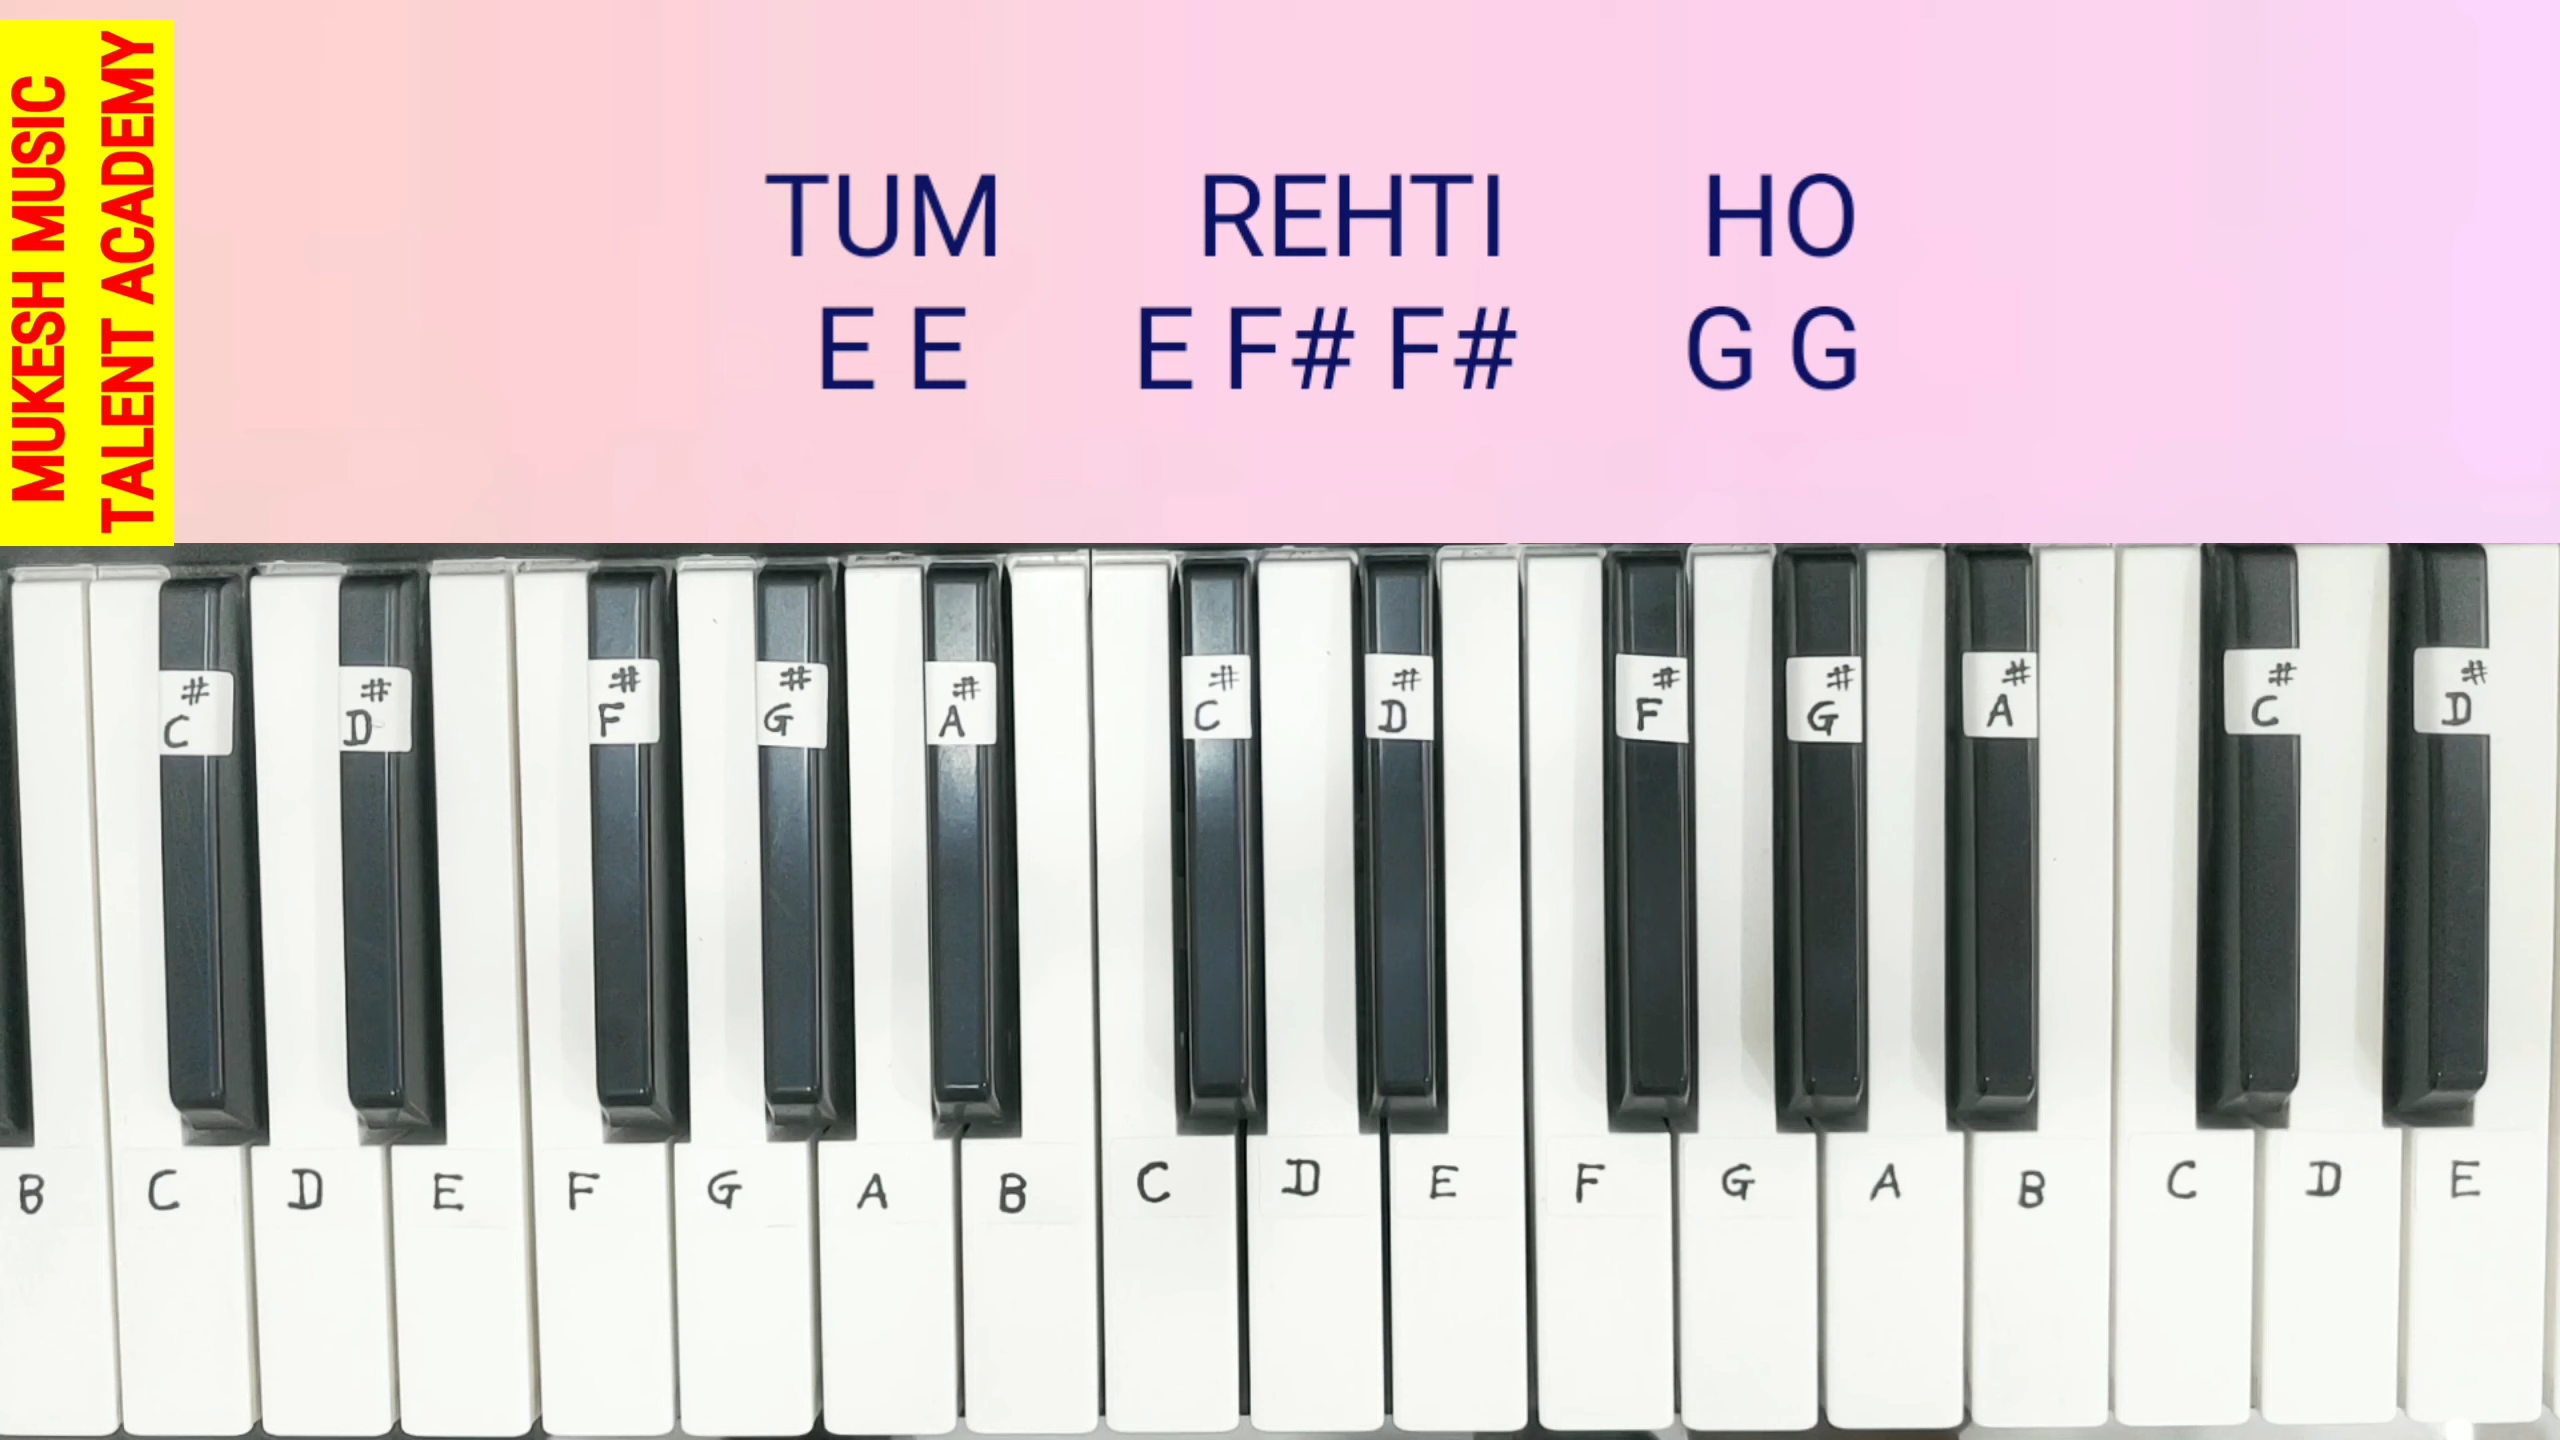 MUKESH MUSIC
TALENT ACADEMY
TUM REHTI HO
E E E F# F# G G
C# D# F# G# A# C# D# F# G# A# C# D#
B C D E F G A B C D E F G A B C D E